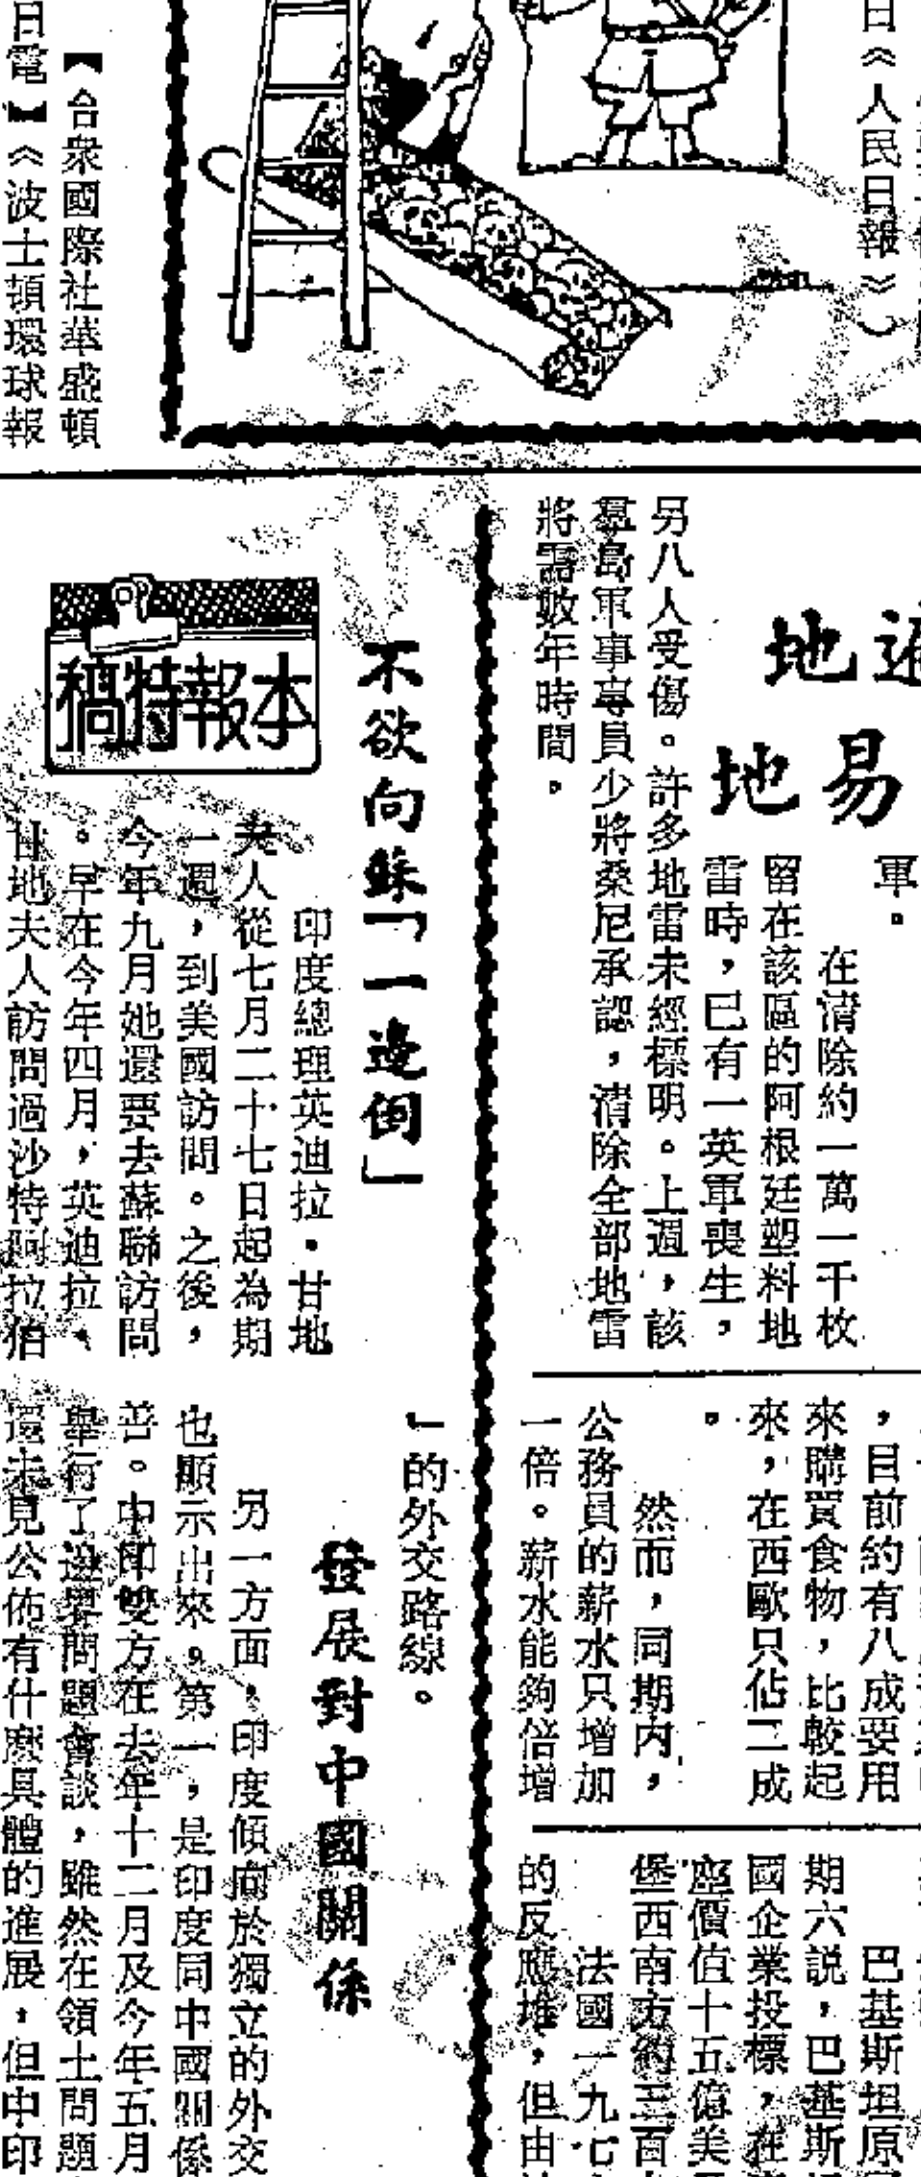 日《人民日報》）
【合衆國際社華盛頓
日電】《波士頓環球報
地
易
地
軍。
在清除約一萬一千枚
留在該區的阿根廷塑料地
雷時，已有一英軍喪生，
另八人受傷。許多地雷未經標明。上週，該
羣島軍事專員少將桑尼承認，清除全部地雷
將需數年時間。
，目前約有八成要用
來購買食物，比較起
來，在西歐只佔二成
。
然而，同期內，
公務員的薪水只增加
一倍。薪水能夠倍增
巴基斯坦原
期六説，巴基斯
國企業投標，在
座價值十五億美
堡西南方約三百
法國一九七
的反應堆，但由
本報特稿
不欲向蘇「一邊倒」
印度總理英迪拉·甘地
夫人從七月二十七日起為期
一週，到美國訪問。之後，
今年九月她還要去蘇聯訪問
。早在今年四月，英迪拉·
甘地夫人訪問過沙特阿拉伯
」的外交路線。
發展對中國關係
另一方面，印度傾向於獨立的外交
也顯示出來。第一，是印度同中國關係
善。中印雙方在去年十二月及今年五月
舉行了邊界問題會談，雖然在領土問題
還未見公佈有什麽具體的進展，但中印